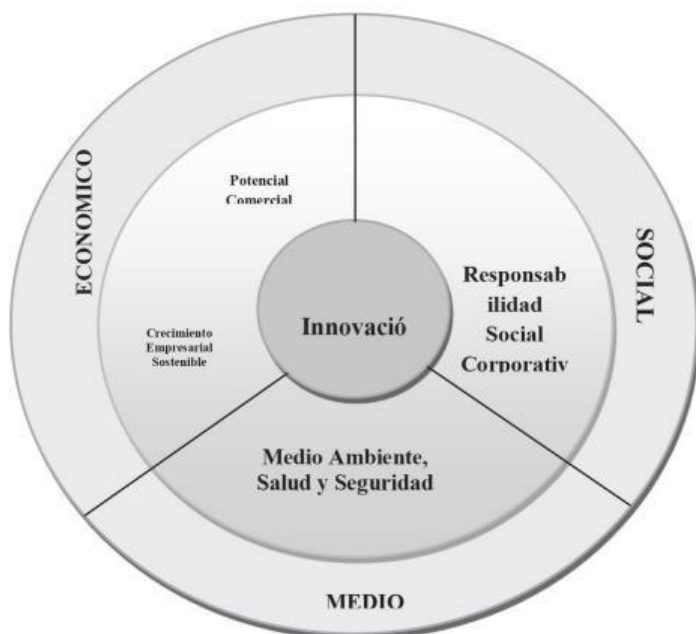 ECONOMICO
Potencial
Comercial
SOCIAL
Responsab
ilidad
Social
Corporativ
Innovació
Crecimiento
Empresarial
Sostenible
Medio Ambiente,
Salud y Seguridad
MEDIO